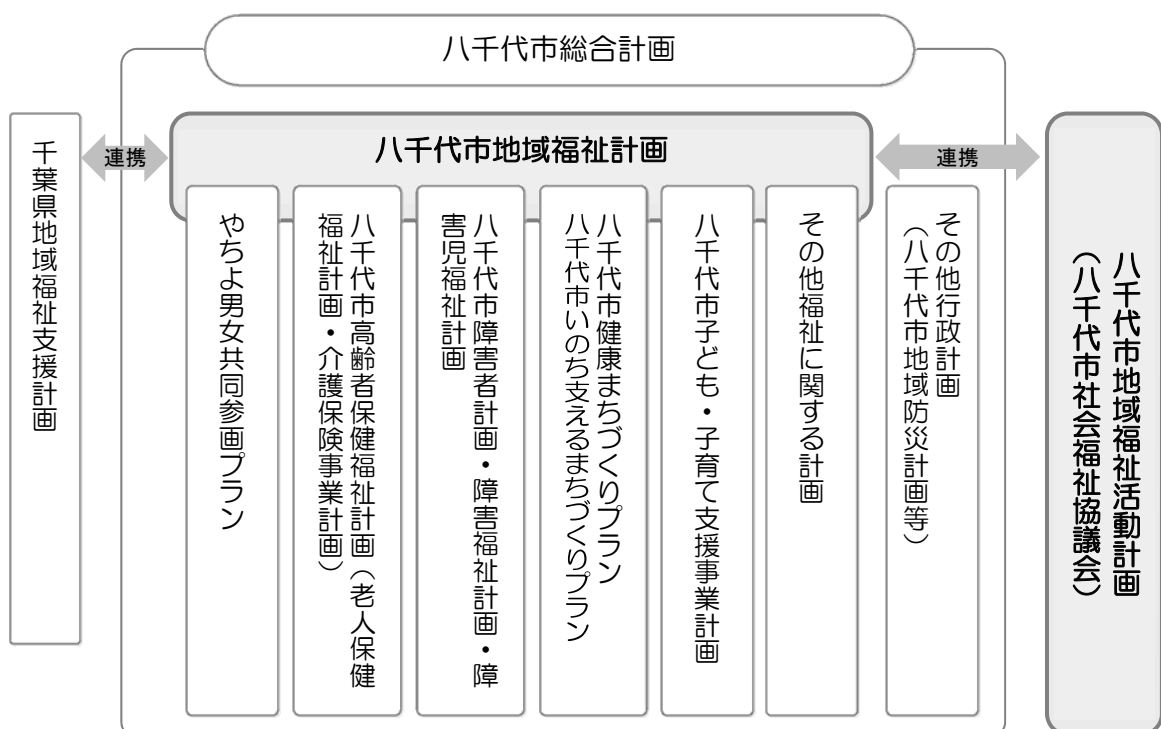 八千代市総合計画
千葉県地域福祉支援計画
連携
八千代市地域福祉計画
連携
やちよ男女共同参画プラン
八千代市高齢者保健福祉計画（老人保健
福祉計画・介護保険事業計画）
八千代市障害者計画・障害福祉計画・障
害児福祉計画
八千代市健康まちづくりプラン
八千代市いのち支えるまちづくりプラン
八千代市子ども・子育て支援事業計画
その他福祉に関する計画
その他行政計画
（八千代市地域防災計画等）
八千代市地域福祉活動計画
（八千代市社会福祉協議会）